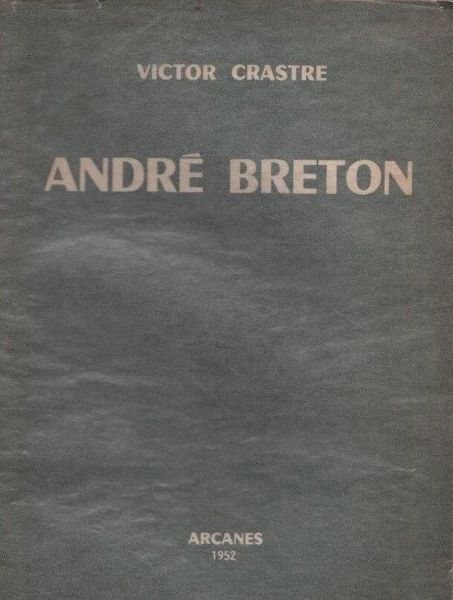 VICTOR CRASTRE
ANDRÉ BRETON
ARCANES
1952